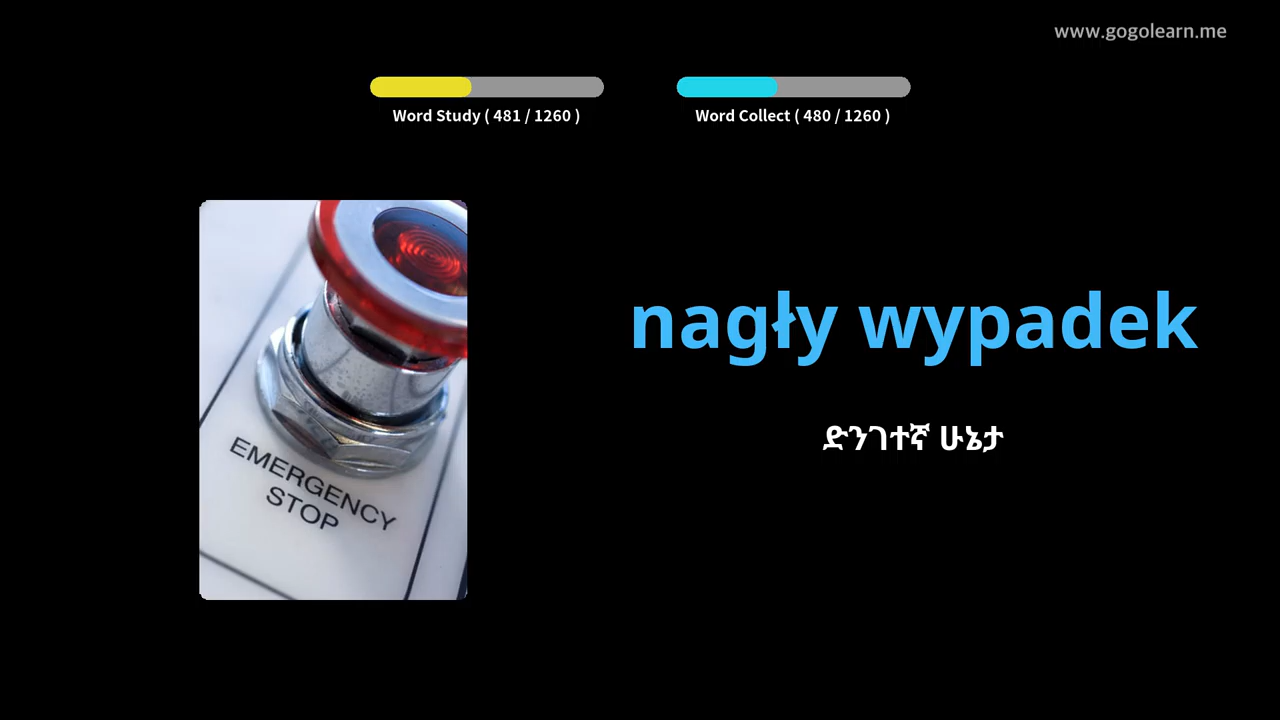 www.gogolearn.me
Word Study ( 481 / 1260 )
Word Collect ( 480 / 1260 )
nagły wypadek
ድንገተኛ ሁኔታ
EMERGENCY
STOP